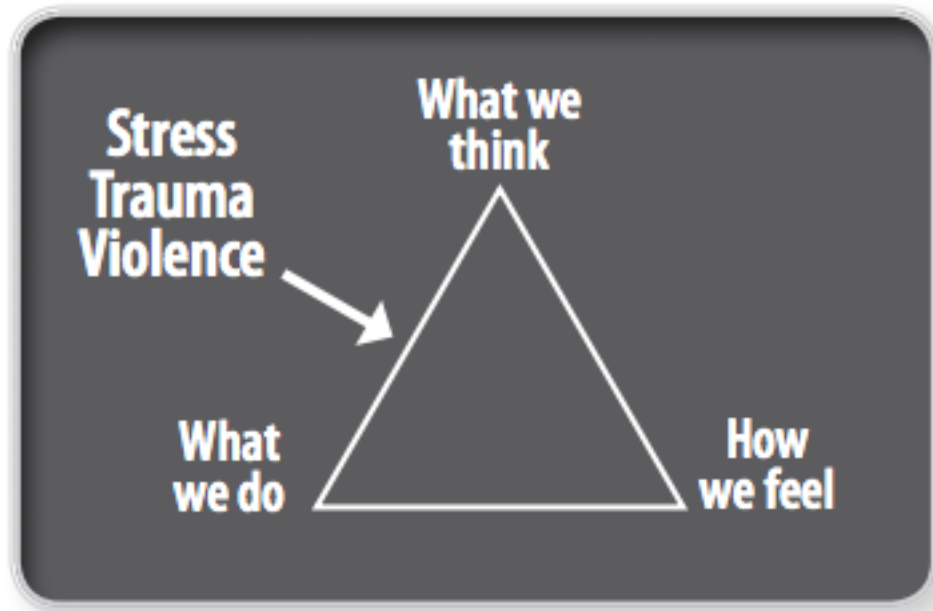 Stress
Trauma
Violence
What we
think
What
we do
How
we feel